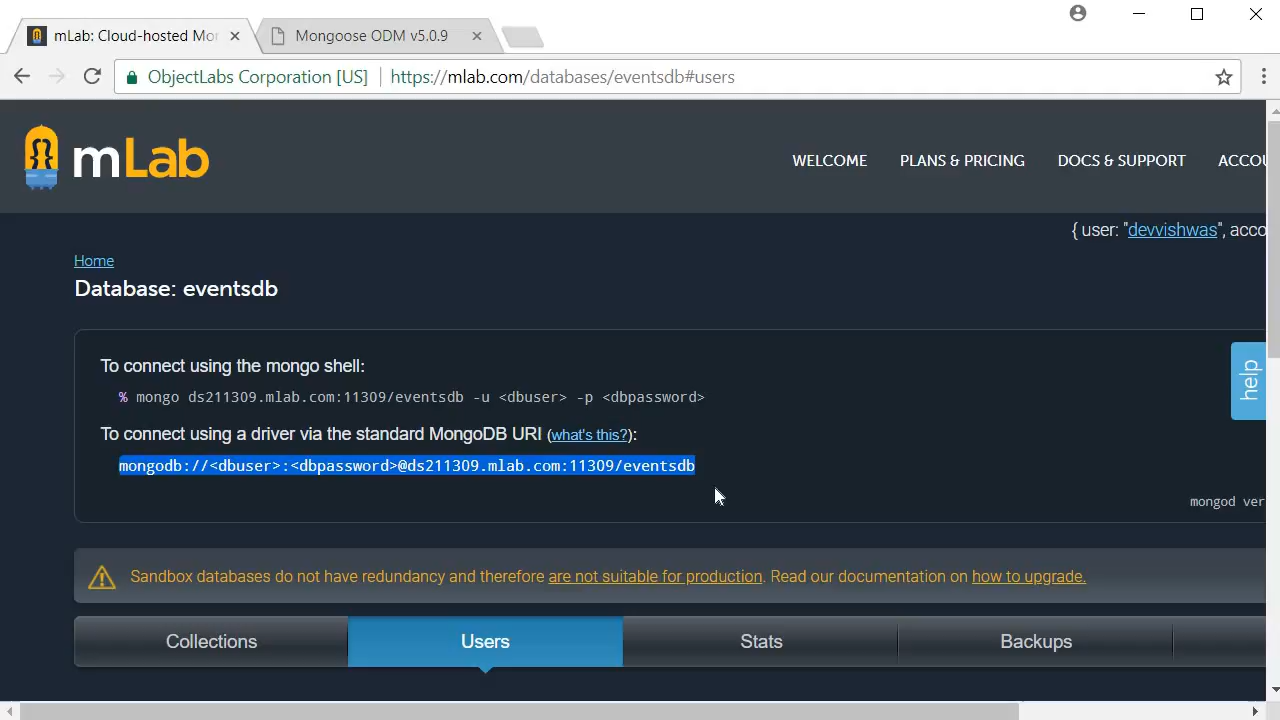 mLab: Cloud-hosted Mon
Mongoose ODM v5.0.9
ObjectLabs Corporation [US]
https://mlab.com/databases/eventsdb#users
mLab
WELCOME
PLANS & PRICING
DOCS & SUPPORT
ACCOU
{ user: "devvishwas", acco
Home
Database: eventsdb
To connect using the mongo shell:
% mongo ds211309.mlab.com:11309/eventsdb -u <dbuser> -p <dbpassword>
To connect using a driver via the standard MongoDB URI (what's this?):
mongodb://<dbuser>:<dbpassword>@ds211309.mlab.com:11309/eventsdb
mongod ver
help
Sandbox databases do not have redundancy and therefore are not suitable for production. Read our documentation on how to upgrade.
Collections
Users
Stats
Backups